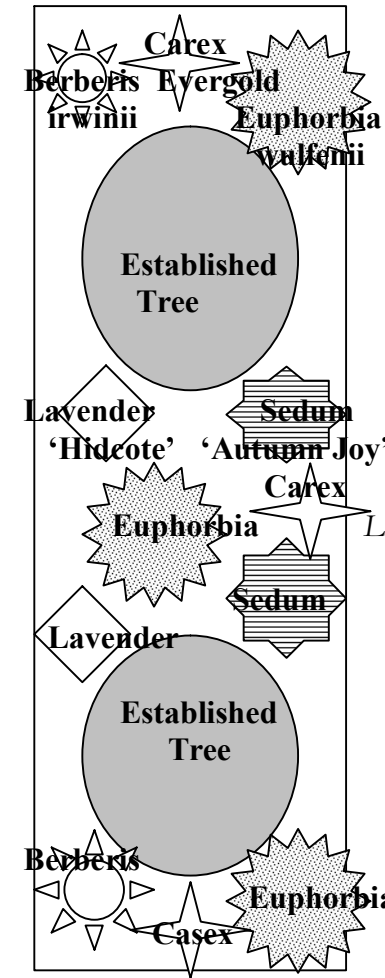 Carex
Berberis Evergold
irwinii
Euphorbia
wulfenii
Established
Tree
Lavender
‘Hidcote’
Sedum
‘Autumn Joy’
Carex
L
Euphorbia
Sedum
Lavender
Established
Tree
Berberis
Euphorbia
Casex